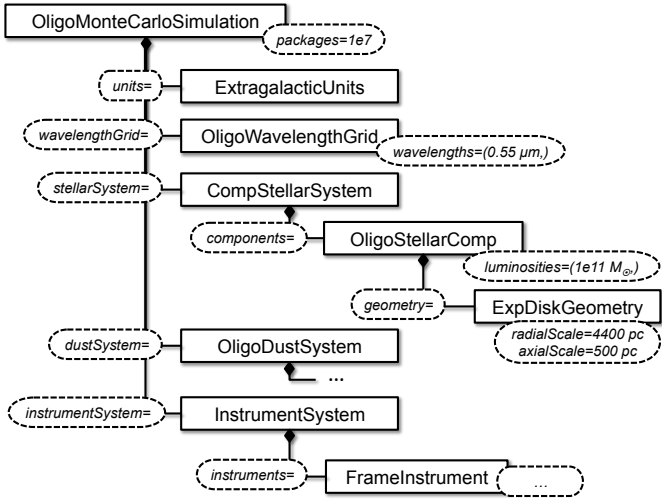 OligoMonteCarloSimulation
packages=1e7
units=
ExtragalacticUnits
wavelengthGrid=
OligoWavelengthGrid
wavelengths=(0.55 μm,)
stellarSystem=
CompStellarSystem
components=
OligoStellarComp
luminosities=(1e11 M☉,)
geometry=
ExpDiskGeometry
radialScale=4400 pc
axialScale=500 pc
dustSystem=
OligoDustSystem
...
instrumentSystem=
InstrumentSystem
instruments=
FrameInstrument
...